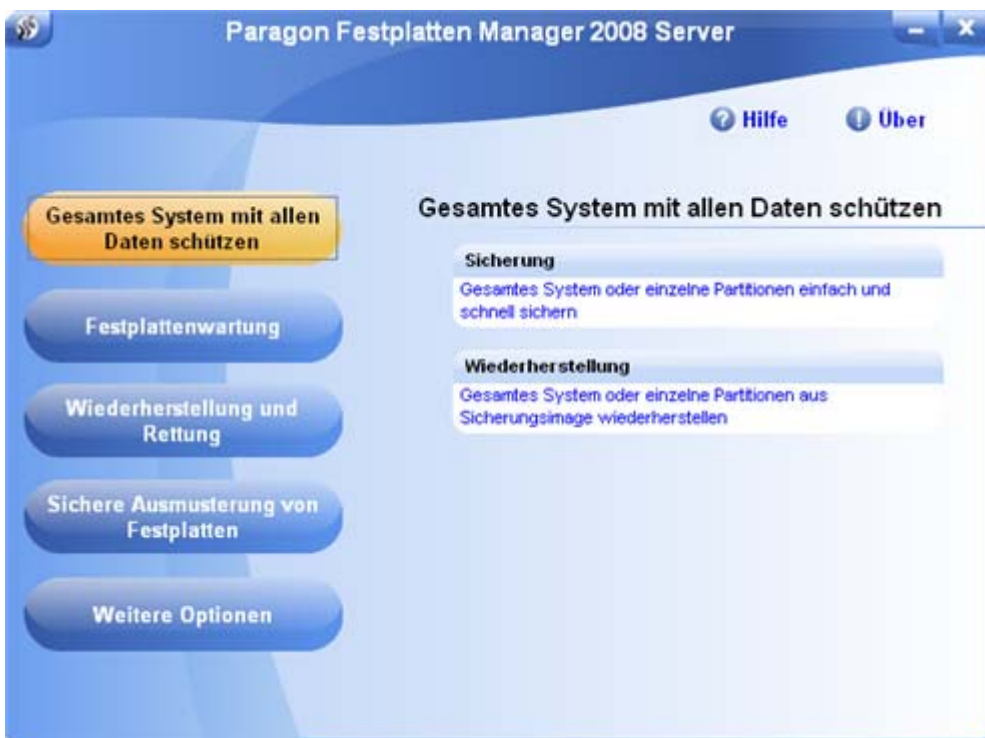 Paragon Festplatten Manager 2008 Server
Hilfe
Über
Gesamtes System mit allen
Daten schützen
Festplattenwartung
Wiederherstellung und
Rettung
Sichere Ausmusterung von
Festplatten
Weitere Optionen
Gesamtes System mit allen Daten schützen
Sicherung
Gesamtes System oder einzelne Partitionen einfach und
schnell sichern
Wiederherstellung
Gesamtes System oder einzelne Partitionen aus
Sicherungsimage wiederherstellen